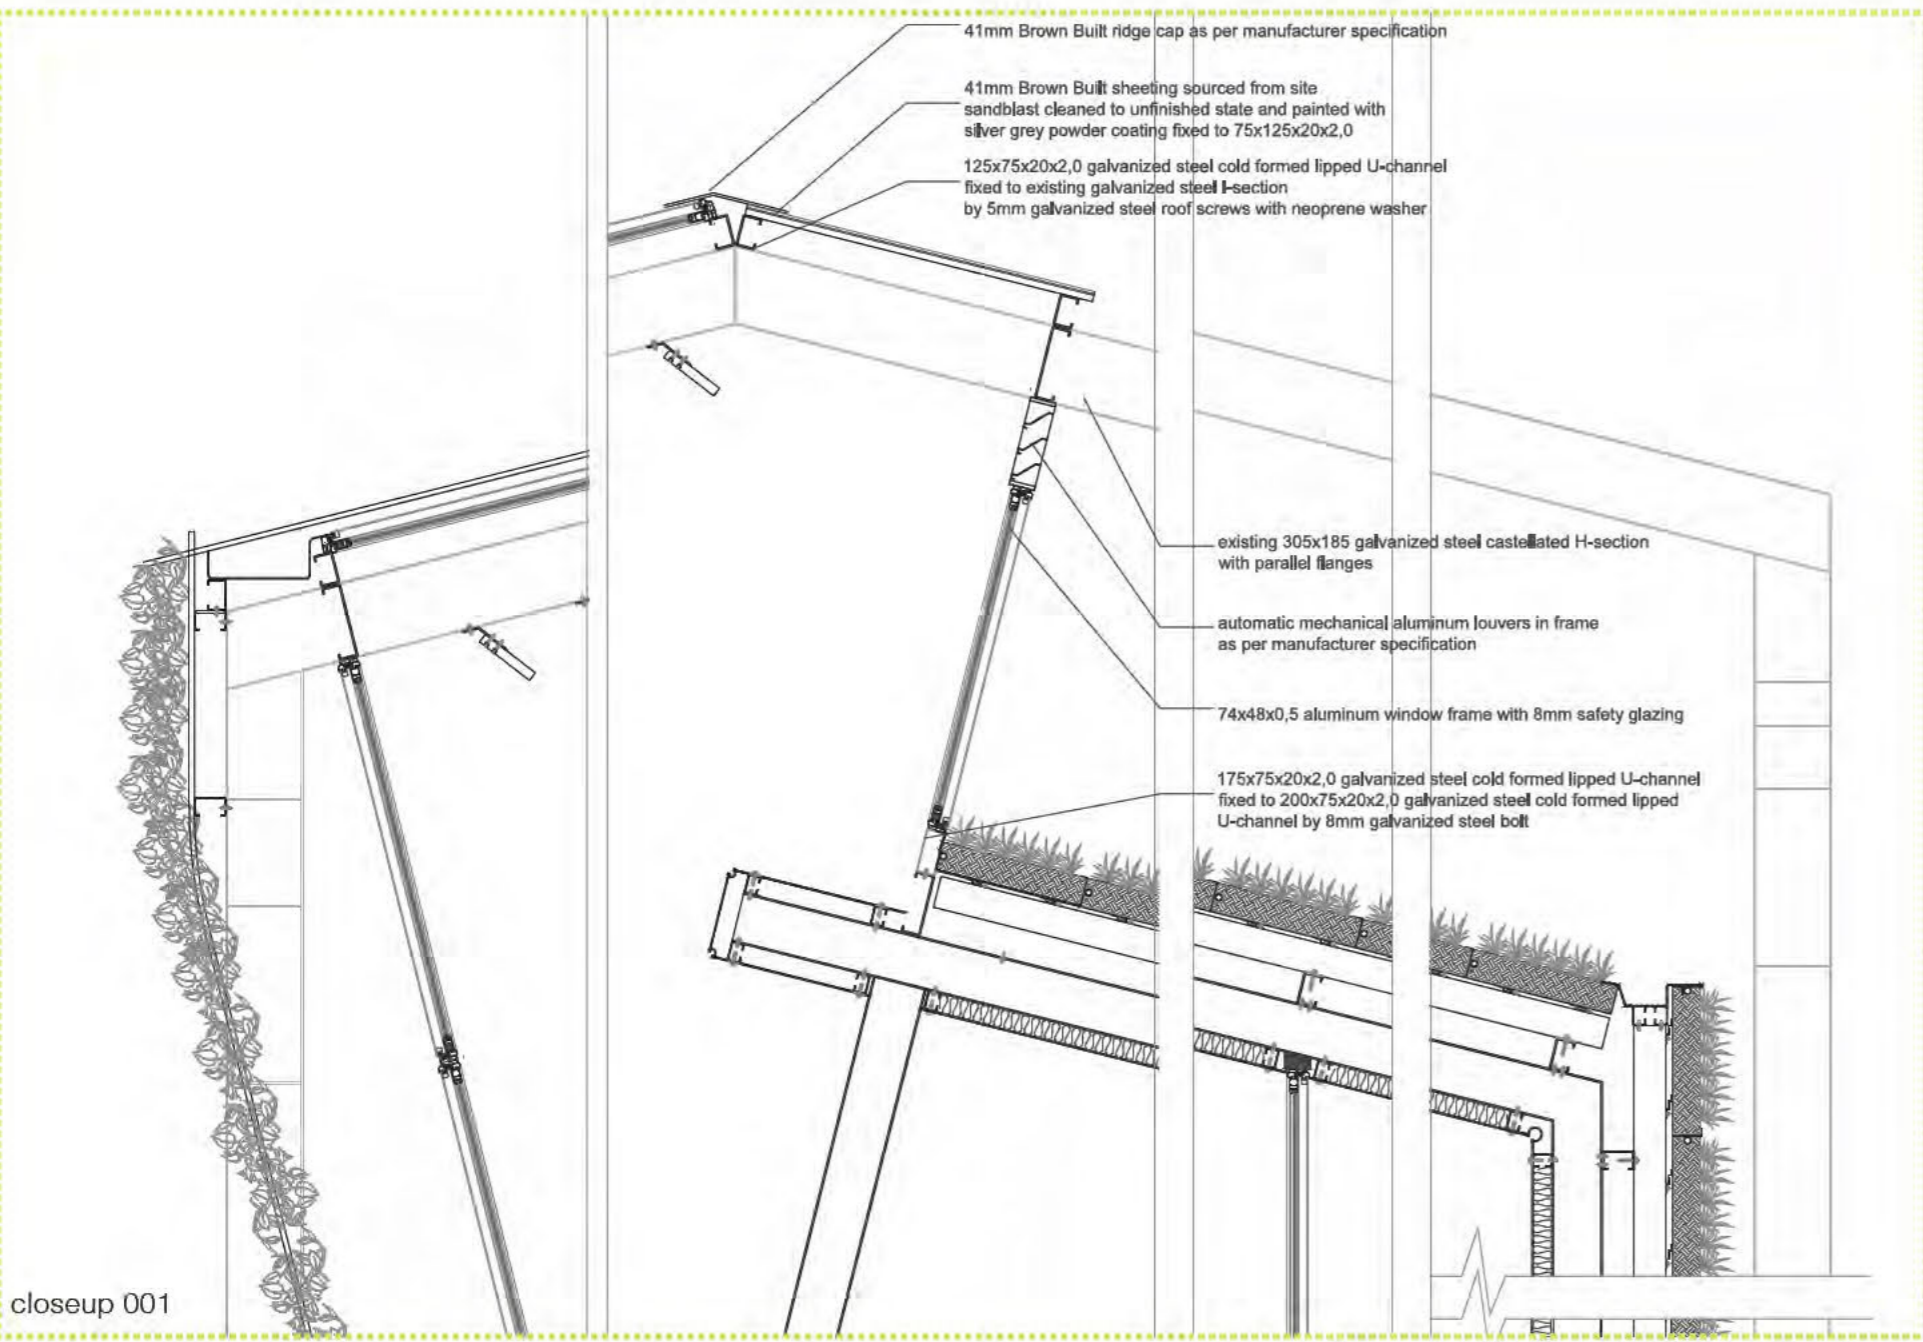 41mm Brown Built ridge cap as per manufacturer specification
41mm Brown Built sheeting sourced from site
sandblast cleaned to unfinished state and painted with
silver grey powder coating fixed to 75x125x20x2,0
125x75x20x2,0 galvanized steel cold formed lipped U-channel
fixed to existing galvanized steel I-section
by 5mm galvanized steel roof screws with neoprene washer
existing 305x185 galvanized steel castellated H-section
with parallel flanges
automatic mechanical aluminum louvers in frame
as per manufacturer specification
74x48x0,5 aluminum window frame with 8mm safety glazing
175x75x20x2,0 galvanized steel cold formed lipped U-channel
fixed to 200x75x20x2,0 galvanized steel cold formed lipped
U-channel by 8mm galvanized steel bolt
closeup 001